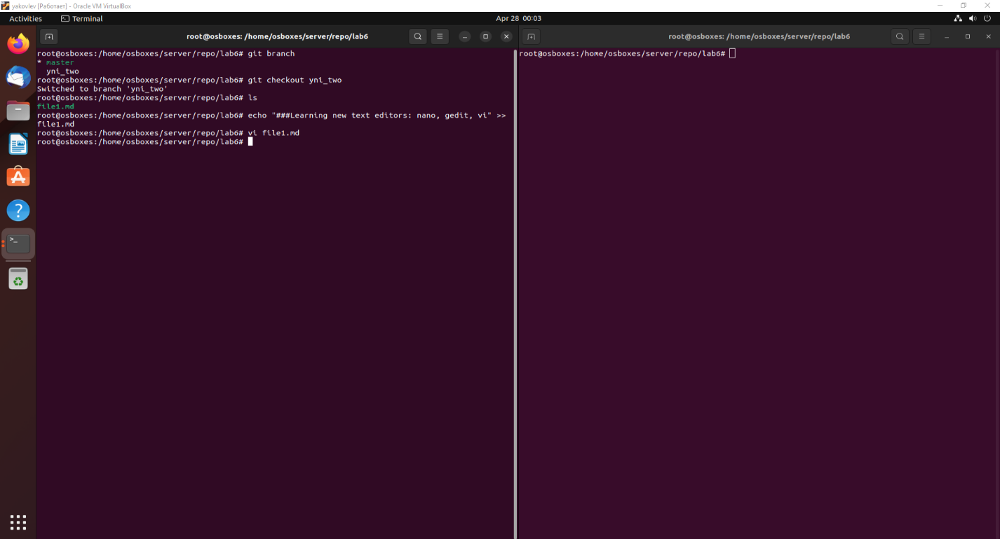 yakovlev [Работает] - Oracle VM VirtualBox
Activities Terminal Apr 28 00:03
root@osboxes: /home/osboxes/server/repo/lab6
root@osboxes:/home/osboxes/server/repo/lab6# git branch
* master
  yni_two
root@osboxes:/home/osboxes/server/repo/lab6# git checkout yni_two
Switched to branch 'yni_two'
root@osboxes:/home/osboxes/server/repo/lab6# ls
file1.md
root@osboxes:/home/osboxes/server/repo/lab6# echo "###Learning new text editors: nano, gedit, vi" >>
file1.md
root@osboxes:/home/osboxes/server/repo/lab6# vi file1.md
root@osboxes:/home/osboxes/server/repo/lab6#
root@osboxes: /home/osboxes/server/repo/lab6
root@osboxes:/home/osboxes/server/repo/lab6#